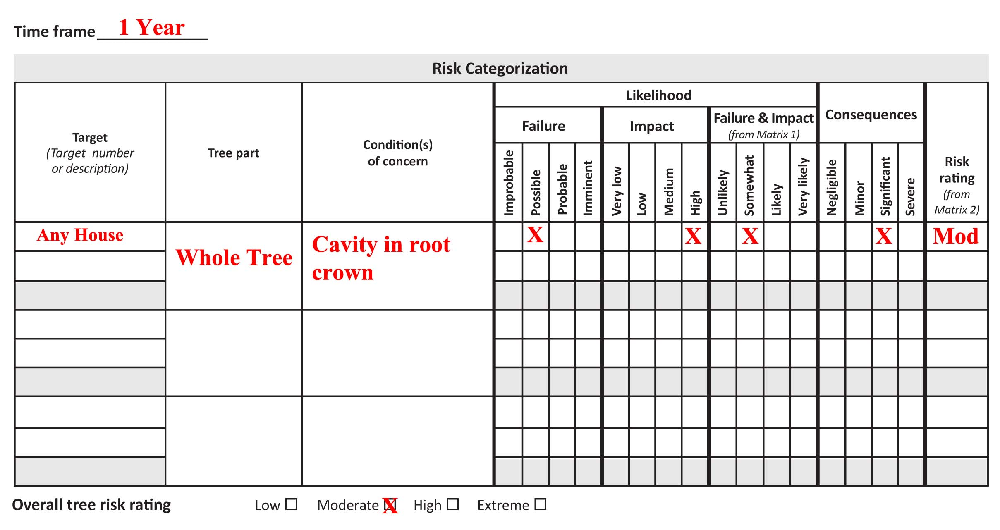 Time frame 1 Year
Risk Categorization
Likelihood
Failure
Impact
Failure & Impact
(from Matrix 1)
Consequences
Target
(Target number
or description)
Tree part
Condition(s)
of concern
Improbable
Possible
Probable
Imminent
Very low
Low
Medium
High
Unlikely
Somewhat
Likely
Very likely
Negligible
Minor
Significant
Severe
Risk
rating
(from
Matrix 2)
Any House
Whole Tree
Cavity in root
crown
X X X X Mod
Overall tree risk rating Low Moderate X High Extreme